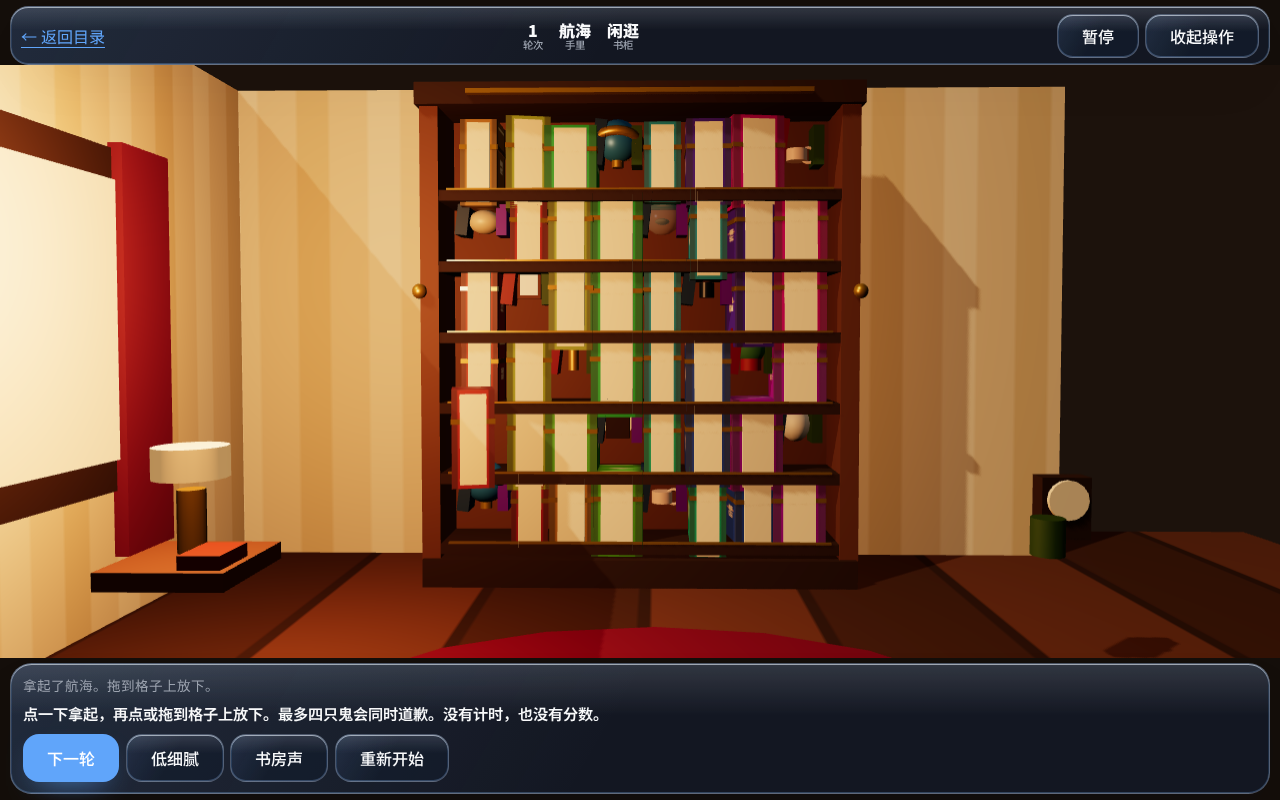 ← 返回目录
1 航海 闲逛
轮次 手里 书柜
暂停
收起操作
拿起了航海。拖到格子上放下。
点一下拿起，再点或拖到格子上放下。最多四只鬼会同时道歉。没有计时，也没有分数。
下一轮
低细腻
书房声
重新开始